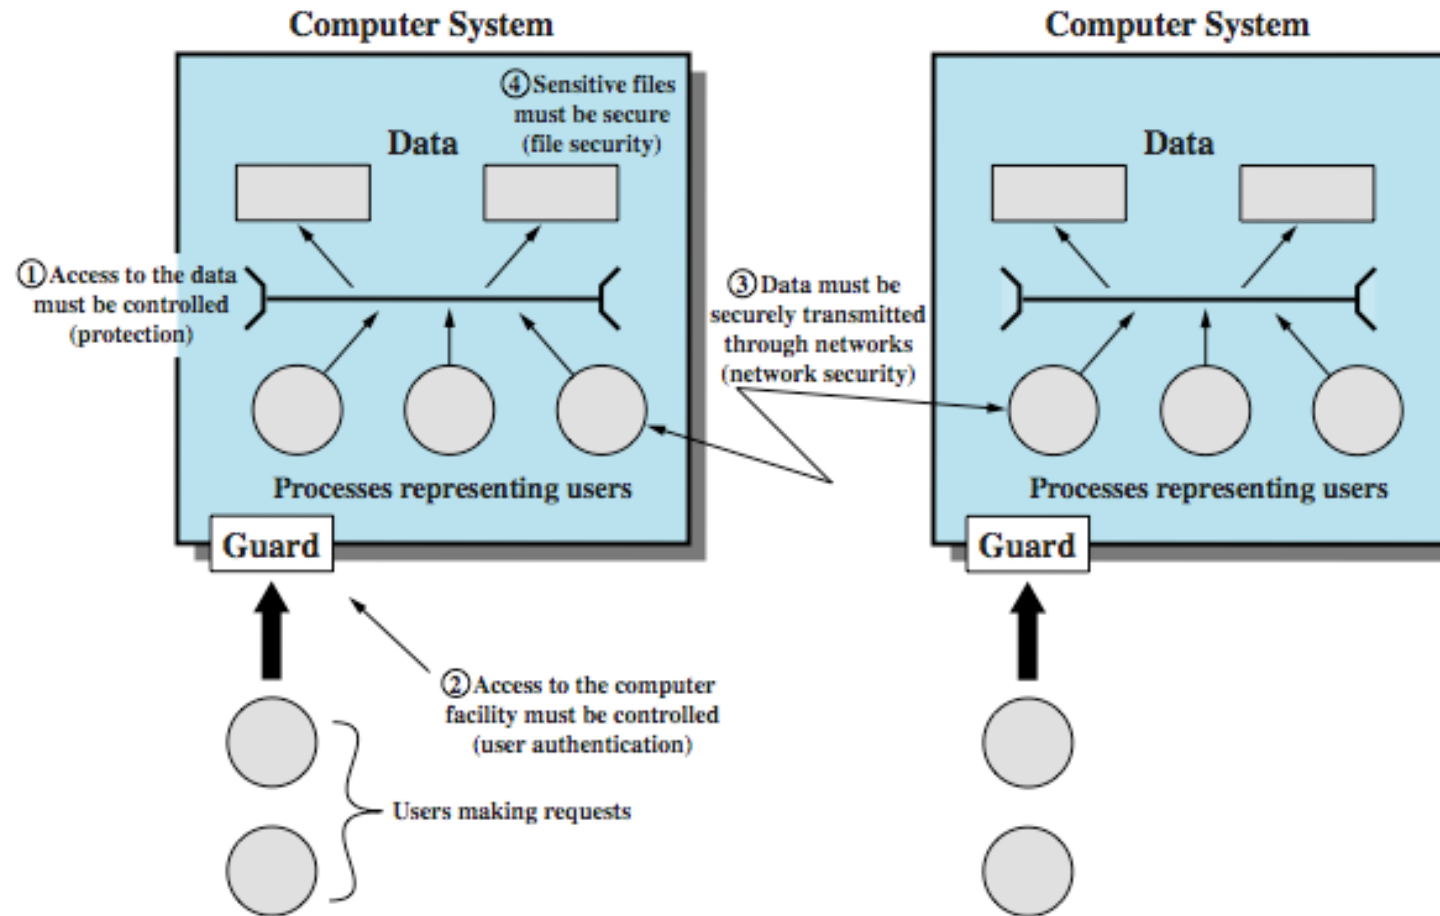 Computer System
④Sensitive files
must be secure
(file security)
Data
①Access to the data
must be controlled
(protection)
Processes representing users
Guard
②Access to the computer
facility must be controlled
(user authentication)
Users making requests
③Data must be
securely transmitted
through networks
(network security)
Computer System
Data
Processes representing users
Guard